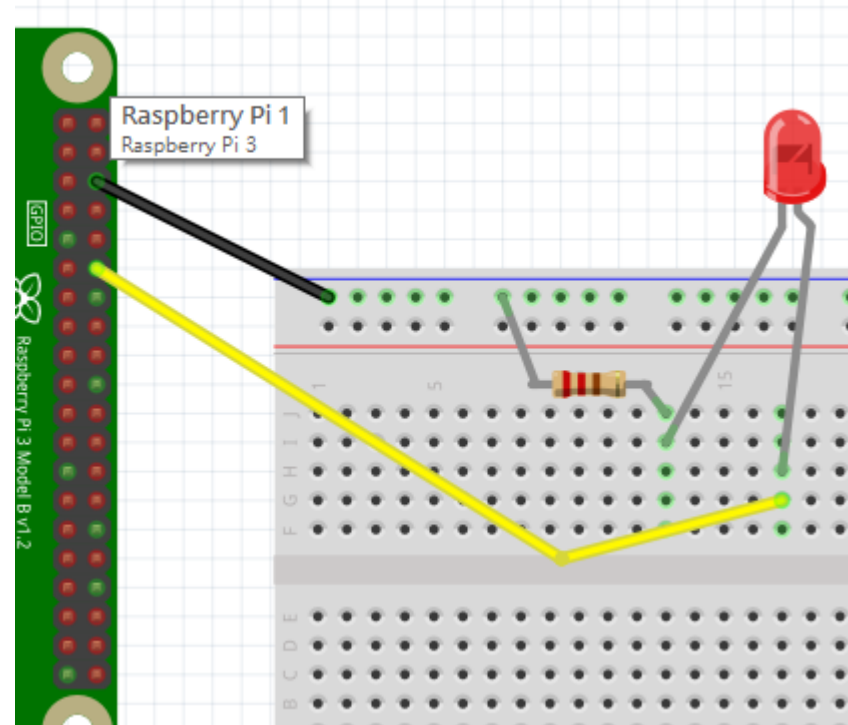 Raspberry Pi 1
Raspberry Pi 3
GPIO
Raspberry Pi 3 Model B v1.2
1
5
15
J
I
H
G
F
E
D
C
B